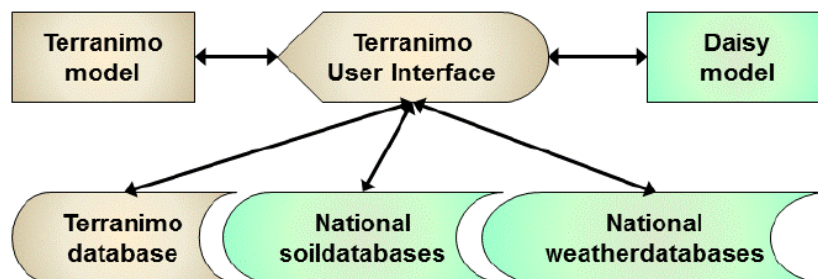 Terranimo
model
Terranimo
User Interface
Daisy
model
Terranimo
database
National
soildatabases
National
weatherdatabases